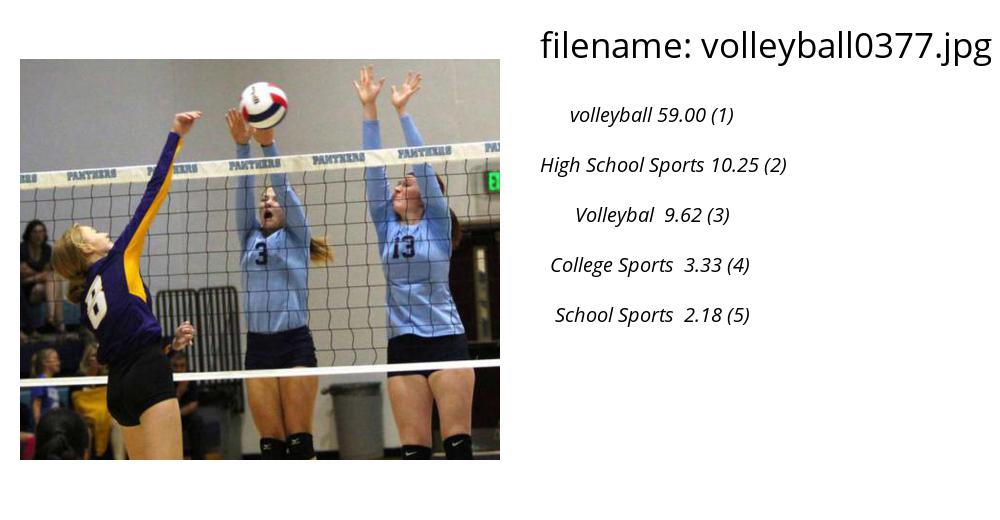 filename: volleyball0377.jpg
volleyball 59.00 (1)
High School Sports 10.25 (2)
Volleybal  9.62 (3)
College Sports  3.33 (4)
School Sports  2.18 (5)
PANTHERS PANTHERS PANTHERS PANTHERS PANTHERS
8
3
13